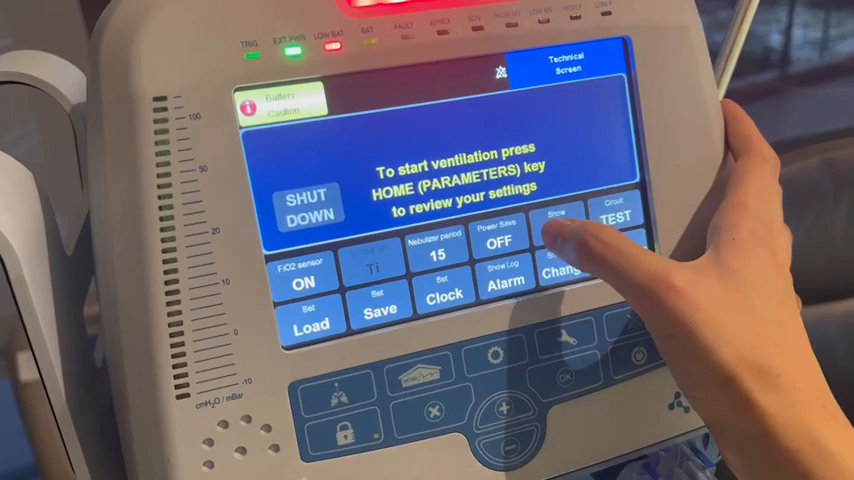 TRIG EXT PWR LOW BAT BAT FAULT APNEA
Technical
Screen
Battery
Caution
100
50
20
10
0
-10
cmH2O / mBar
To start ventilation press
HOME (PARAMETERS) key
to review your settings
SHUT
DOWN
FiO2 sensor
ON
Ti
Nebulizer period
15
Power Save
OFF
Show
Circuit
TEST
Set
Load
Set
Save
Set
Clock
Show Log
Alarm
OK